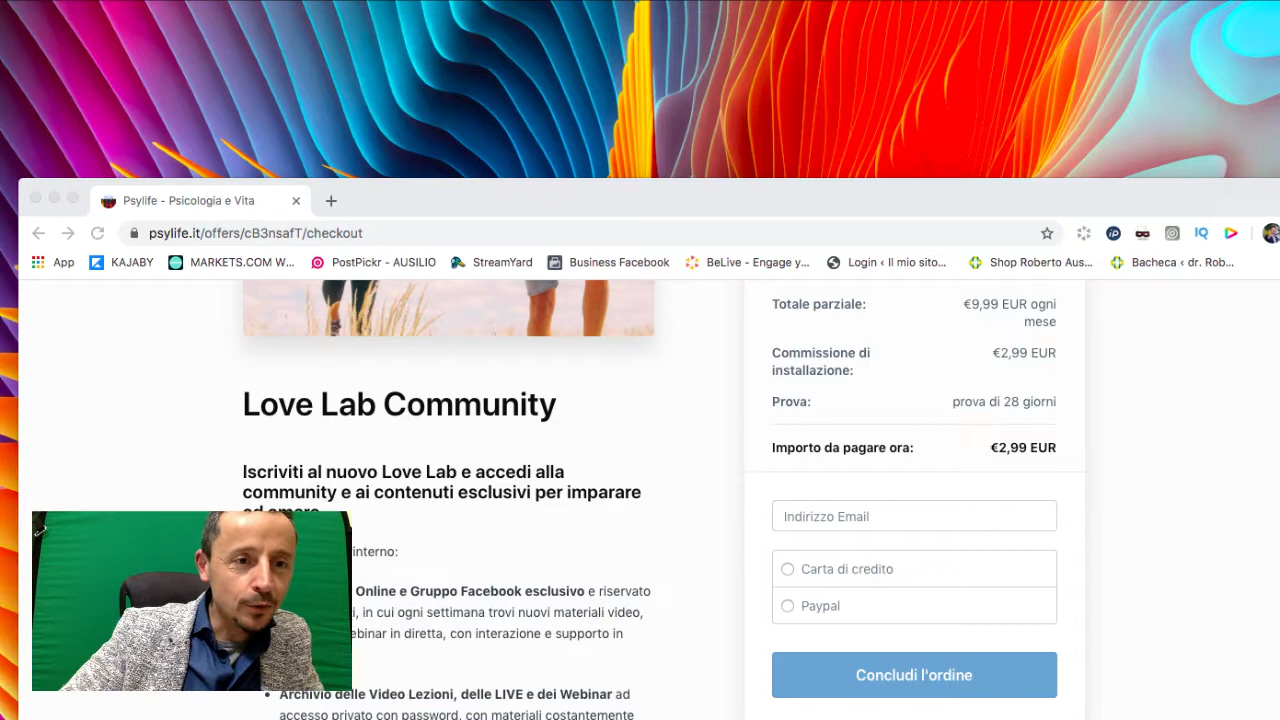 Psylife - Psicologia e Vita
psylife.it/offers/cB3nsafT/checkout
App KAJABY MARKETS.COM W... PostPickr - AUSILIO StreamYard Business Facebook BeLive - Engage y... Login ‹ Il mio sito... Shop Roberto Aus... Bacheca ‹ dr. Rob...
iP IQ
Love Lab Community
Iscriviti al nuovo Love Lab e accedi alla
community e ai contenuti esclusivi per imparare
ad amare
interno:
Online e Gruppo Facebook esclusivo e riservato
, in cui ogni settimana trovi nuovi materiali video,
in diretta, con interazione e supporto in
Archivio delle Video Lezioni, delle LIVE e dei Webinar ad
accesso privato con password, con materiali costantemente
Totale parziale: €9,99 EUR ogni
mese
Commissione di €2,99 EUR
installazione:
Prova: prova di 28 giorni
Importo da pagare ora: €2,99 EUR
Indirizzo Email
Carta di credito
Paypal
Concludi l'ordine